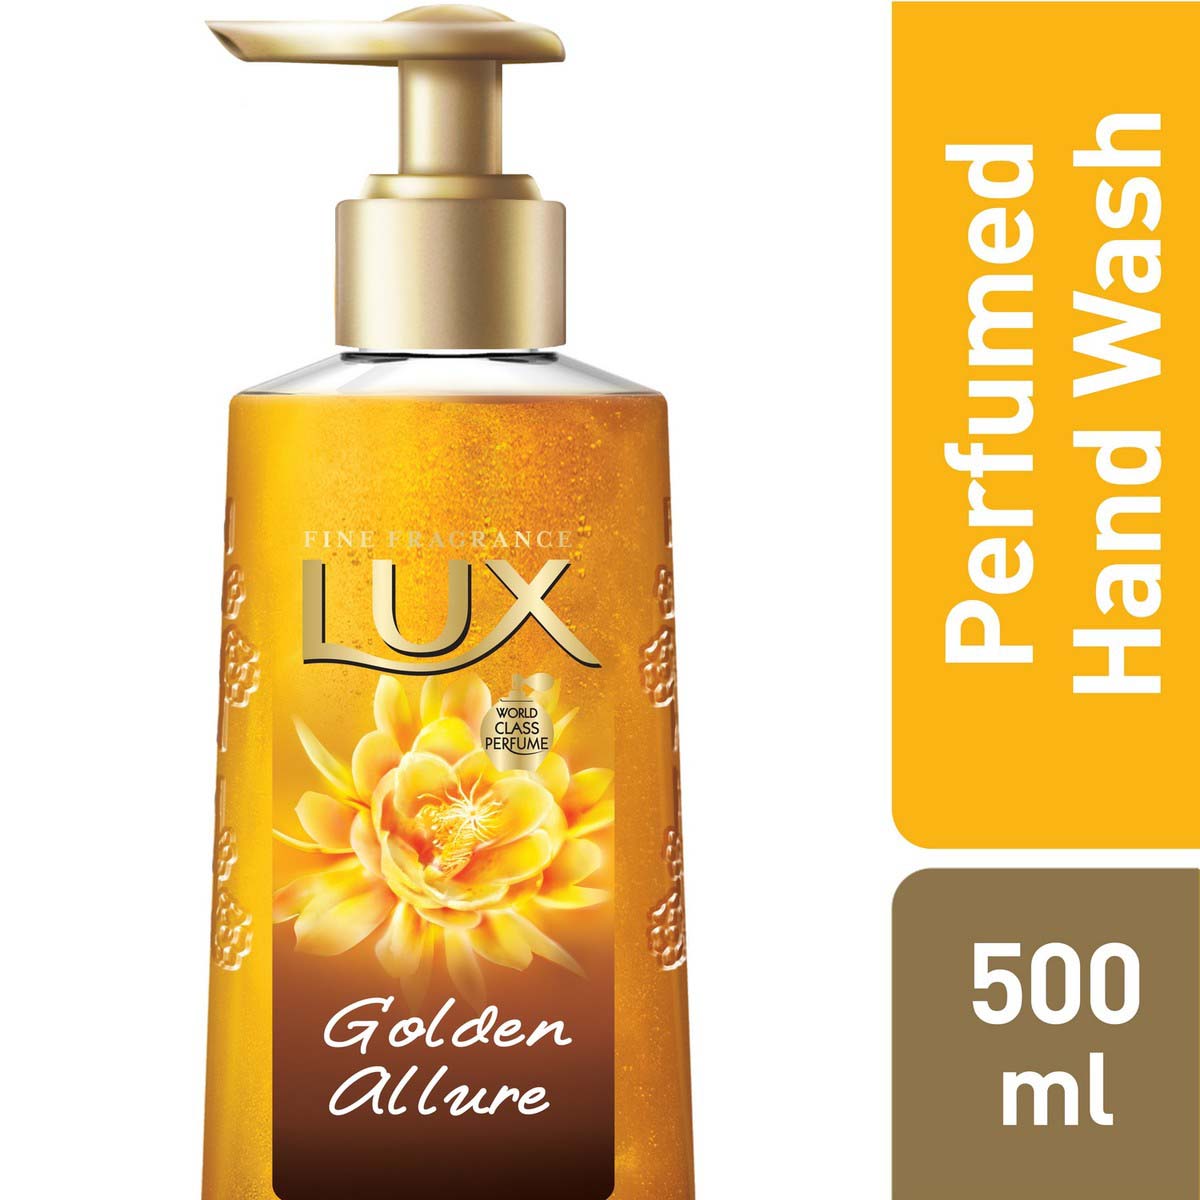 FINE FRAGRANCE
LUX
WORLD
CLASS
PERFUME
Golden
Allure
Perfumed
Hand Wash
500
ml